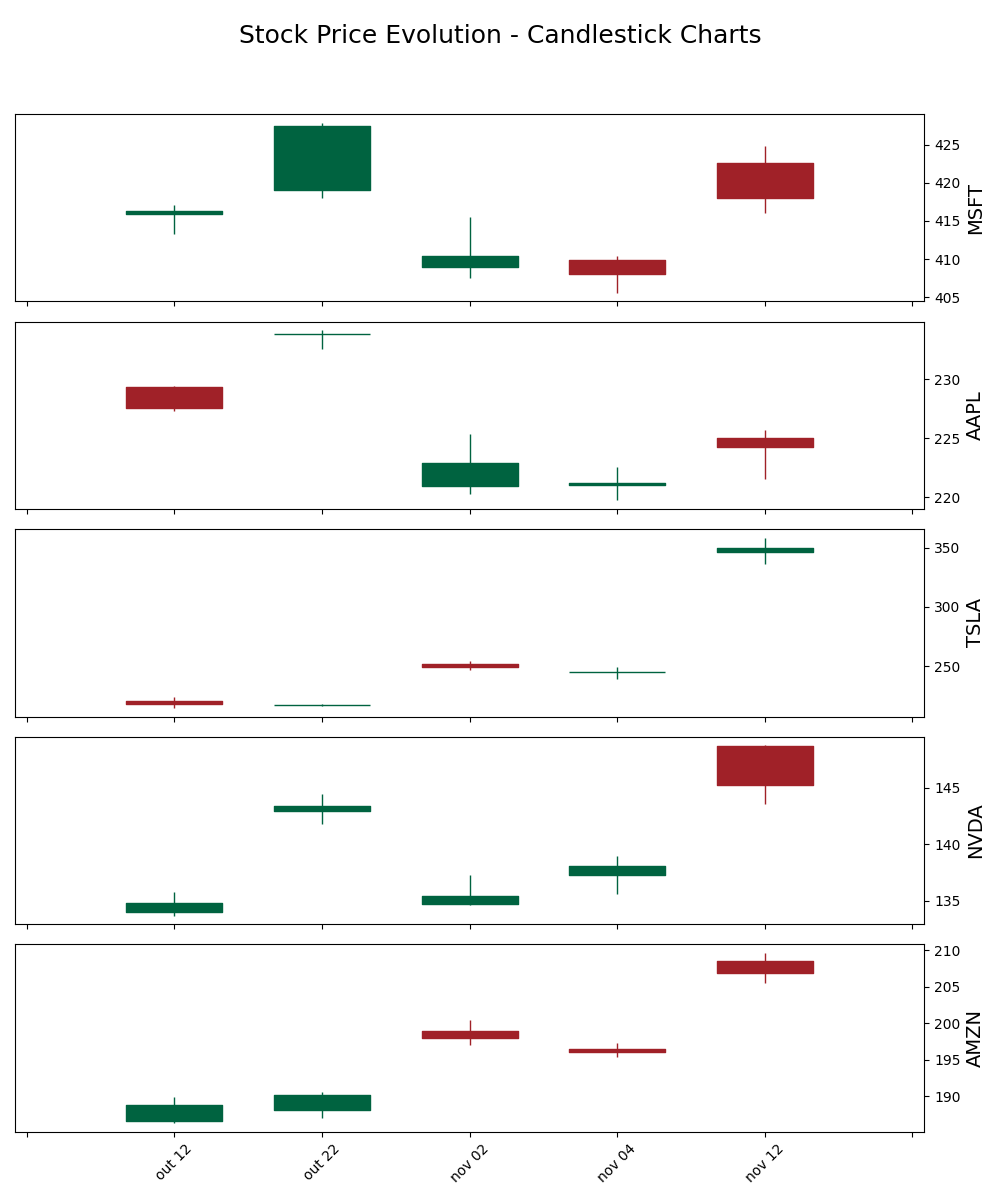 Stock Price Evolution - Candlestick Charts
425
420
415
410
405
MSFT
230
225
220
AAPL
350
300
250
TSLA
145
140
135
NVDA
210
205
200
195
190
AMZN
out 12
out 22
nov 02
nov 04
nov 12